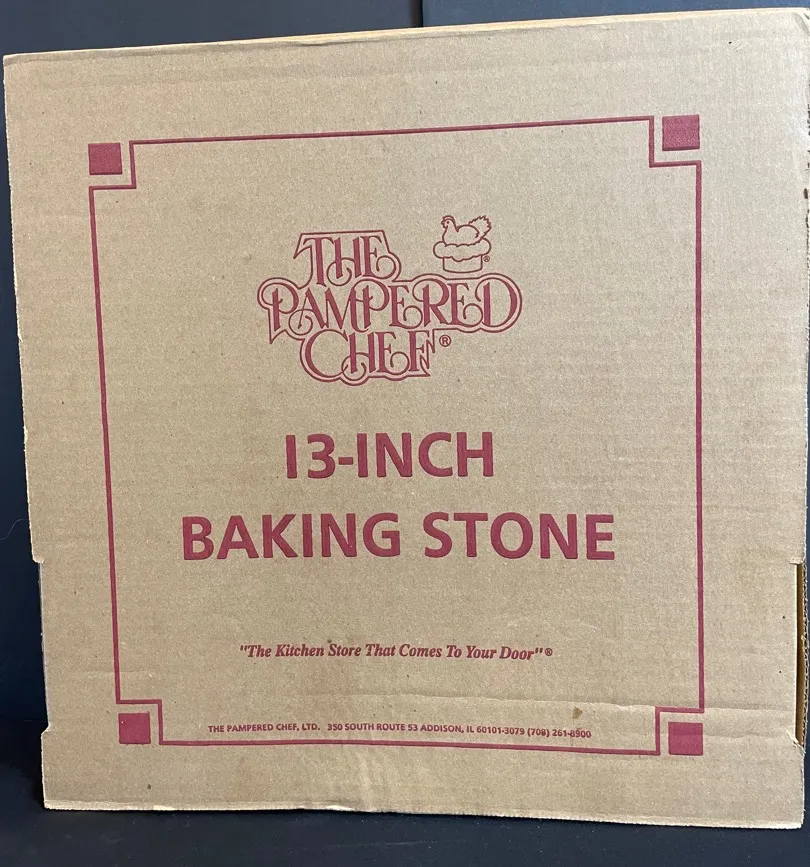 THE
PAMPERED
CHEF®
®
13-INCH
BAKING STONE
"The Kitchen Store That Comes To Your Door"®
THE PAMPERED CHEF, LTD. 350 SOUTH ROUTE 53 ADDISON, IL 60101-3079 (708) 261-8900